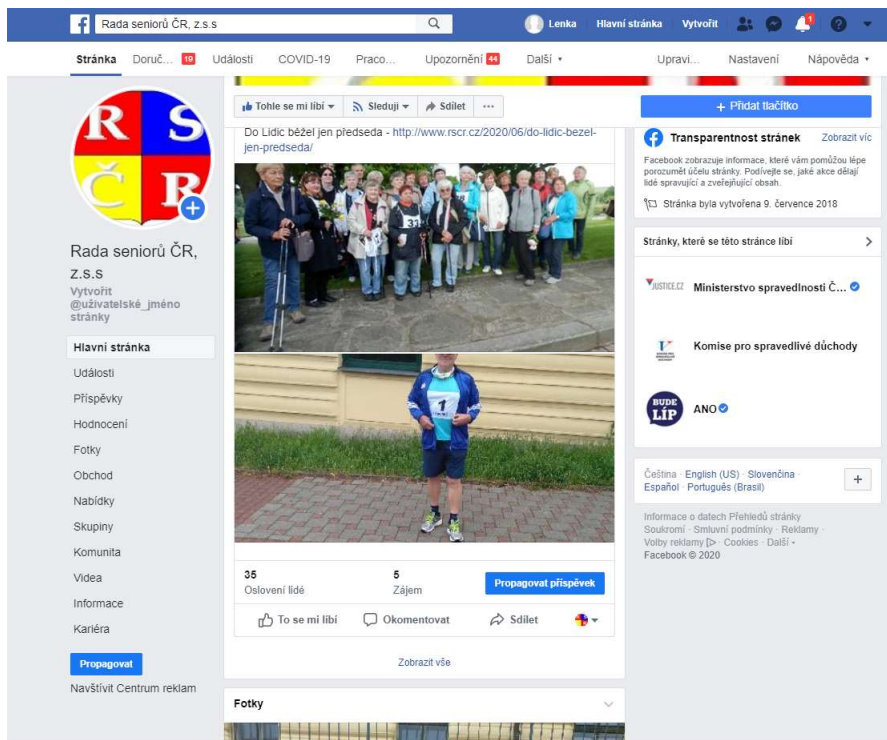 Rada seniorů ČR, z.s.s
Lenka
Hlavní stránka
Vytvořit
1
Stránka
Doruč... 19
Události
COVID-19
Praco...
Upozornění 44
Další
Upravi...
Nastavení
Nápověda
R S
Č R
Rada seniorů ČR,
z.s.s
Vytvořit
@uživatelské_jméno
stránky
Hlavní stránka
Události
Příspěvky
Hodnocení
Fotky
Obchod
Nabídky
Skupiny
Komunita
Videa
Informace
Kariéra
Propagovat
Navštívit Centrum reklam
Tohle se mi líbí
Sleduji
Sdílet
...
Do Lidic běžel jen předseda - http://www.rscr.cz/2020/06/do-lidic-bezel-
jen-predseda/
31
1
35
Oslovení lidé
5
Zájem
Propagovat příspěvek
To se mi líbí
Okomentovat
Sdílet
Zobrazit vše
Fotky
+ Přidat tlačítko
Transparentnost stránek
Zobrazit víc
Facebook zobrazuje informace, které vám pomůžou lépe
porozumět účelu stránky. Podívejte se, jaké akce dělají
lidé spravující a zveřejňující obsah.
Stránka byla vytvořena 9. července 2018
Stránky, které se této stránce líbí
JUSTICE.CZ
Ministerstvo spravedlnosti Č...
Komise pro spravedlivé důchody
BUDE
LÍP
ANO
Čeština · English (US) · Slovenčina ·
Español · Português (Brasil)
+
Informace o datech Přehledů stránky
Soukromí · Smluvní podmínky · Reklamy ·
Volby reklamy · Cookies · Další
Facebook © 2020